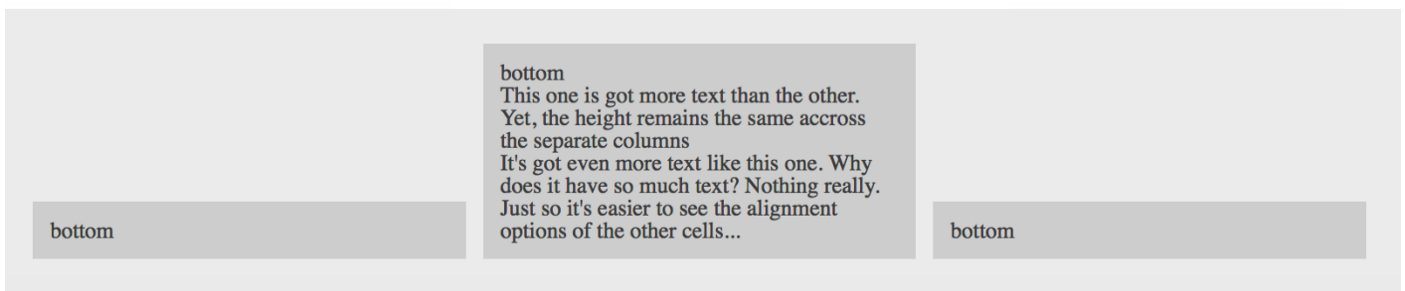 bottom
bottom
This one is got more text than the other.
Yet, the height remains the same accross
the separate columns
It's got even more text like this one. Why
does it have so much text? Nothing really.
Just so it's easier to see the alignment
options of the other cells...
bottom